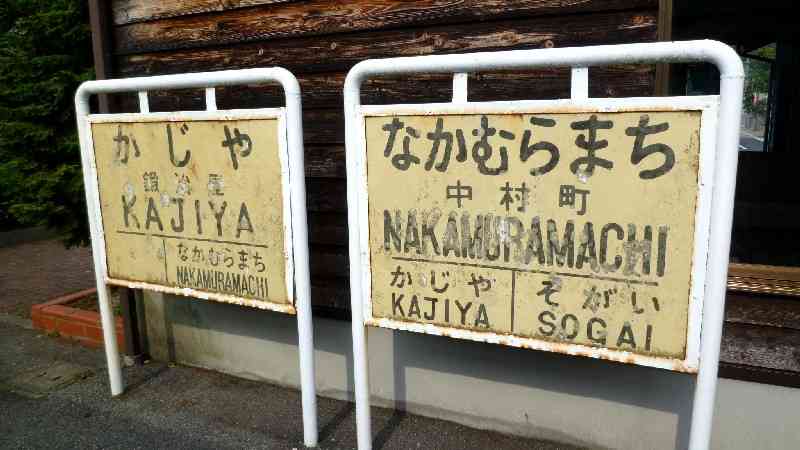 かじや
鍛冶屋
KAJIYA
なかむらまち
NAKAMURAMACHI
なかむらまち
中村町
NAKAMURAMACHI
かじや
KAJIYA
そがい
SOGAI